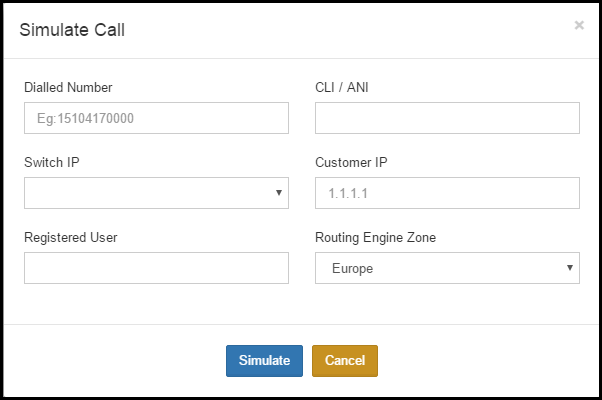 Simulate Call ×
Dialled Number CLI / ANI
Eg:15104170000
Switch IP Customer IP
1.1.1.1
Registered User Routing Engine Zone
Europe
Simulate Cancel